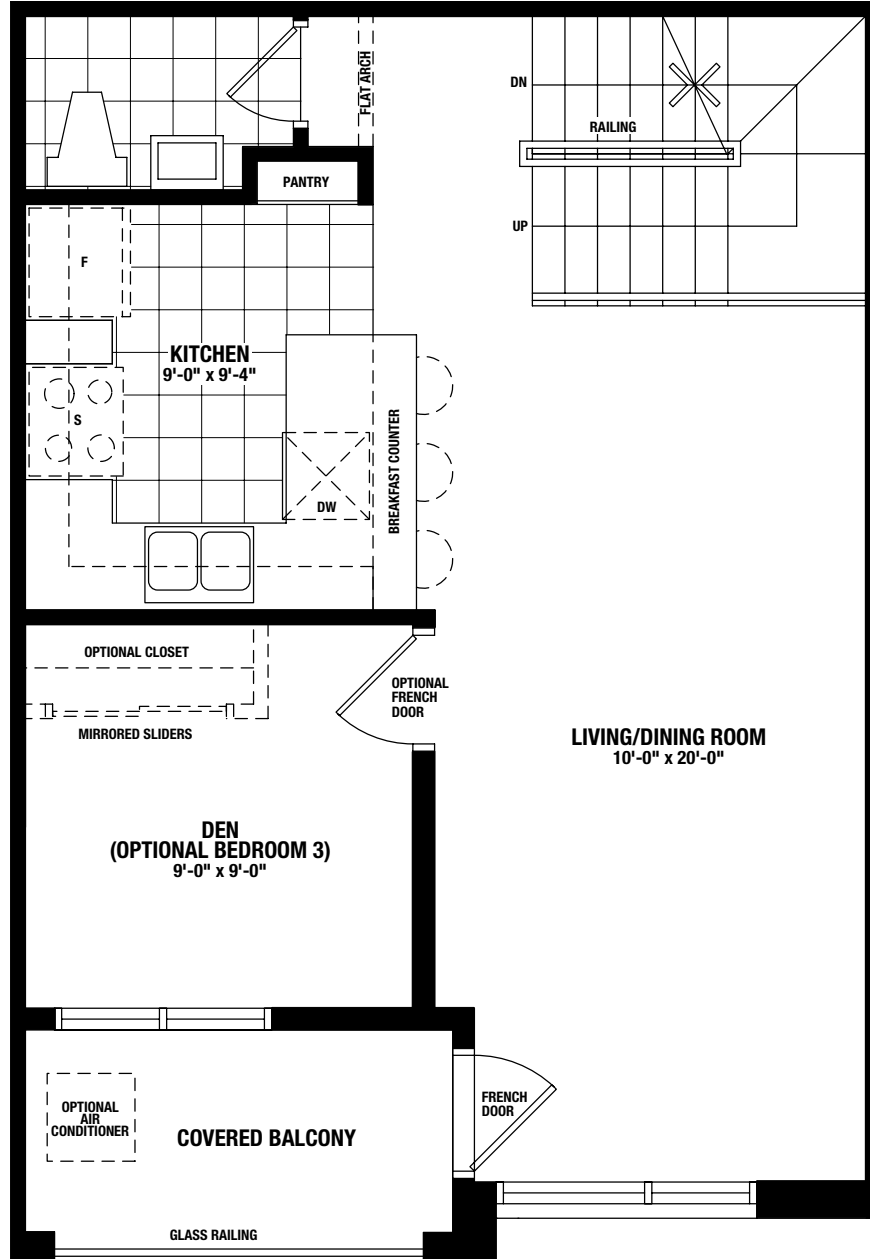 FLAT ARCH
DN
RAILING
PANTRY
UP
F
KITCHEN
9'-0" x 9'-4"
S
BREAKFAST COUNTER
DW
OPTIONAL CLOSET
OPTIONAL
FRENCH
DOOR
MIRRORED SLIDERS
LIVING/DINING ROOM
10'-0" x 20'-0"
DEN
(OPTIONAL BEDROOM 3)
9'-0" x 9'-0"
OPTIONAL
AIR
CONDITIONER
FRENCH
DOOR
COVERED BALCONY
GLASS RAILING